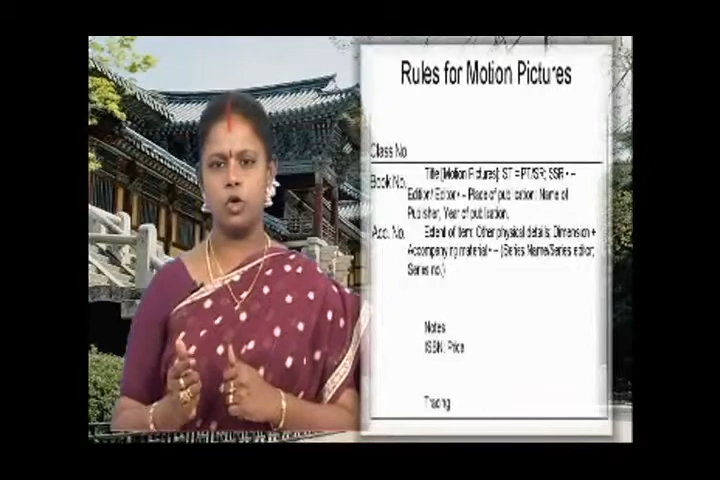 Rules for Motion Pictures
Class No
Title [Motion Pictures]: ST =PT/SR; SSR • –
Book No. Edition/ Editor • – Place of publication: Name of
Publisher, Year of publication.
Acc. No. Extent of item: Other physical details; Dimension +
Accompanying material • – (Series Name/Series editor;
Series no.)
Notes
ISBN: Price
Tracing